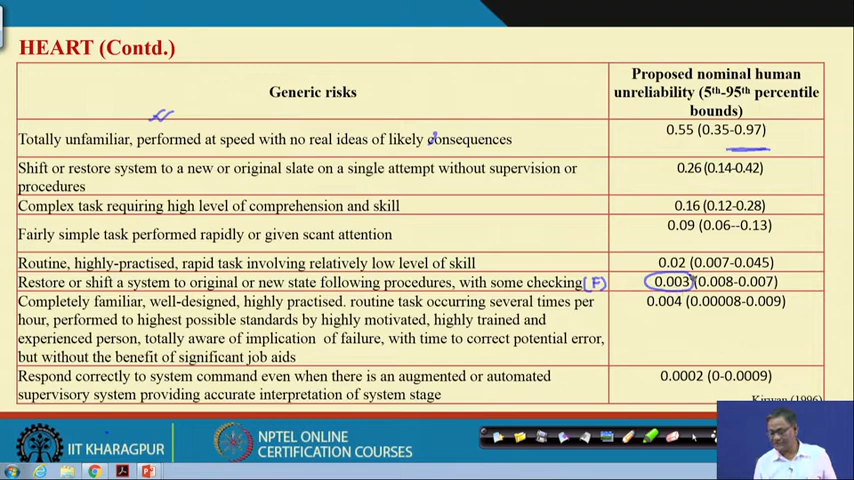 HEART (Contd.)
Generic risks
Proposed nominal human
unreliability (5th-95th percentile
bounds)
Totally unfamiliar, performed at speed with no real ideas of likely consequences
0.55 (0.35-0.97)
Shift or restore system to a new or original slate on a single attempt without supervision or
procedures
0.26 (0.14-0.42)
Complex task requiring high level of comprehension and skill
0.16 (0.12-0.28)
Fairly simple task performed rapidly or given scant attention
0.09 (0.06--0.13)
Routine, highly-practised, rapid task involving relatively low level of skill
0.02 (0.007-0.045)
Restore or shift a system to original or new state following procedures, with some checking (F)
0.003 (0.008-0.007)
Completely familiar, well-designed, highly practised. routine task occurring several times per
hour, performed to highest possible standards by highly motivated, highly trained and
experienced person, totally aware of implication of failure, with time to correct potential error,
but without the benefit of significant job aids
0.004 (0.00008-0.009)
Respond correctly to system command even when there is an augmented or automated
supervisory system providing accurate interpretation of system stage
0.0002 (0-0.0009)
Kirwan (1996)
IIT KHARAGPUR
NPTEL ONLINE
CERTIFICATION COURSES